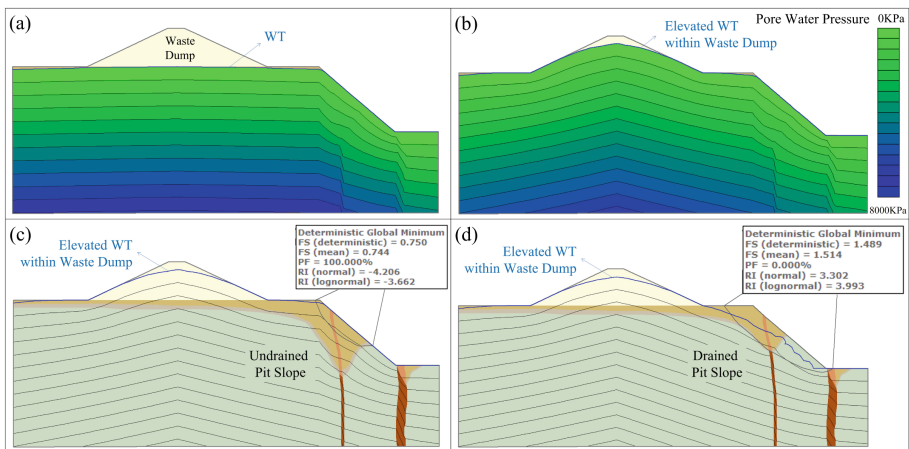 (a)
Waste
Dump
WT
(b)
Elevated WT
within Waste Dump
Pore Water Pressure
0KPa
8000KPa
(c)
Elevated WT
within Waste Dump
Deterministic Global Minimum
FS (deterministic) = 0.750
FS (mean) = 0.744
PF = 100.000%
RI (normal) = -4.206
RI (lognormal) = -3.662
Undrained
Pit Slope
(d)
Elevated WT
within Waste Dump
Deterministic Global Minimum
FS (deterministic) = 1.489
FS (mean) = 1.514
PF = 0.000%
RI (normal) = 3.302
RI (lognormal) = 3.993
Drained
Pit Slope